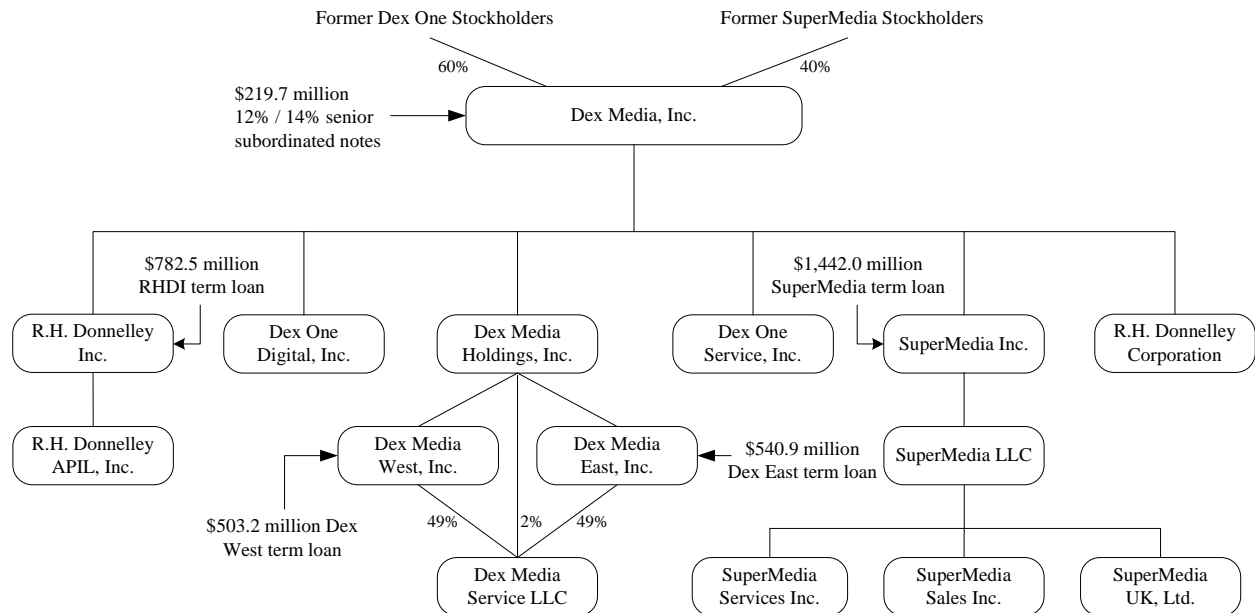 Former Dex One Stockholders
Former SuperMedia Stockholders
60%
40%
$219.7 million
12% / 14% senior
subordinated notes
Dex Media, Inc.
$782.5 million
RHDI term loan
$1,442.0 million
SuperMedia term loan
R.H. Donnelley
Inc.
Dex One
Digital, Inc.
Dex Media
Holdings, Inc.
Dex One
Service, Inc.
SuperMedia Inc.
R.H. Donnelley
Corporation
R.H. Donnelley
APIL, Inc.
Dex Media
West, Inc.
Dex Media
East, Inc.
$540.9 million
Dex East term loan
SuperMedia LLC
$503.2 million Dex
West term loan
49%
2%
49%
Dex Media
Service LLC
SuperMedia
Services Inc.
SuperMedia
Sales Inc.
SuperMedia
UK, Ltd.